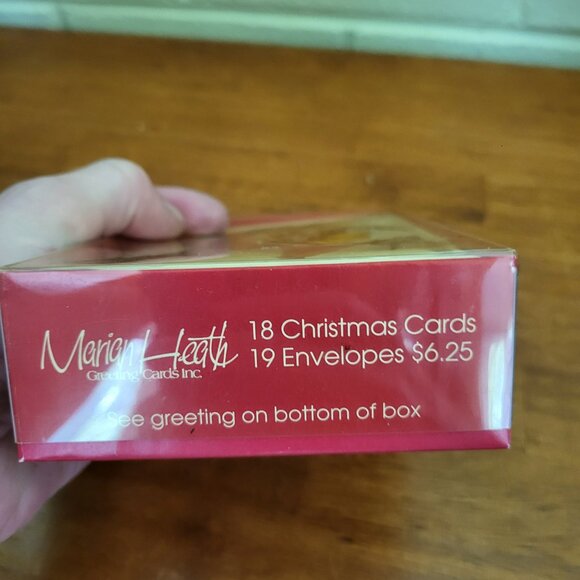 Marian Heath
Greeting Cards Inc.
18 Christmas Cards
19 Envelopes $6.25
See greeting on bottom of box